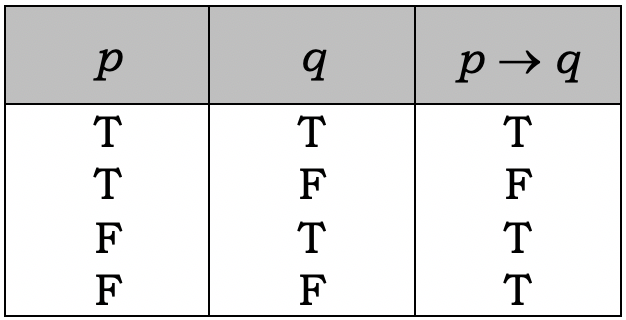 p q p → q
T T T
T F F
F T T
F F T